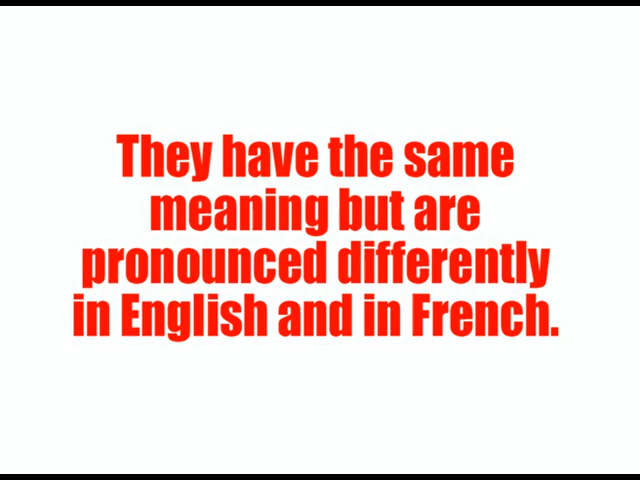 They have the same
meaning but are
pronounced differently
in English and in French.